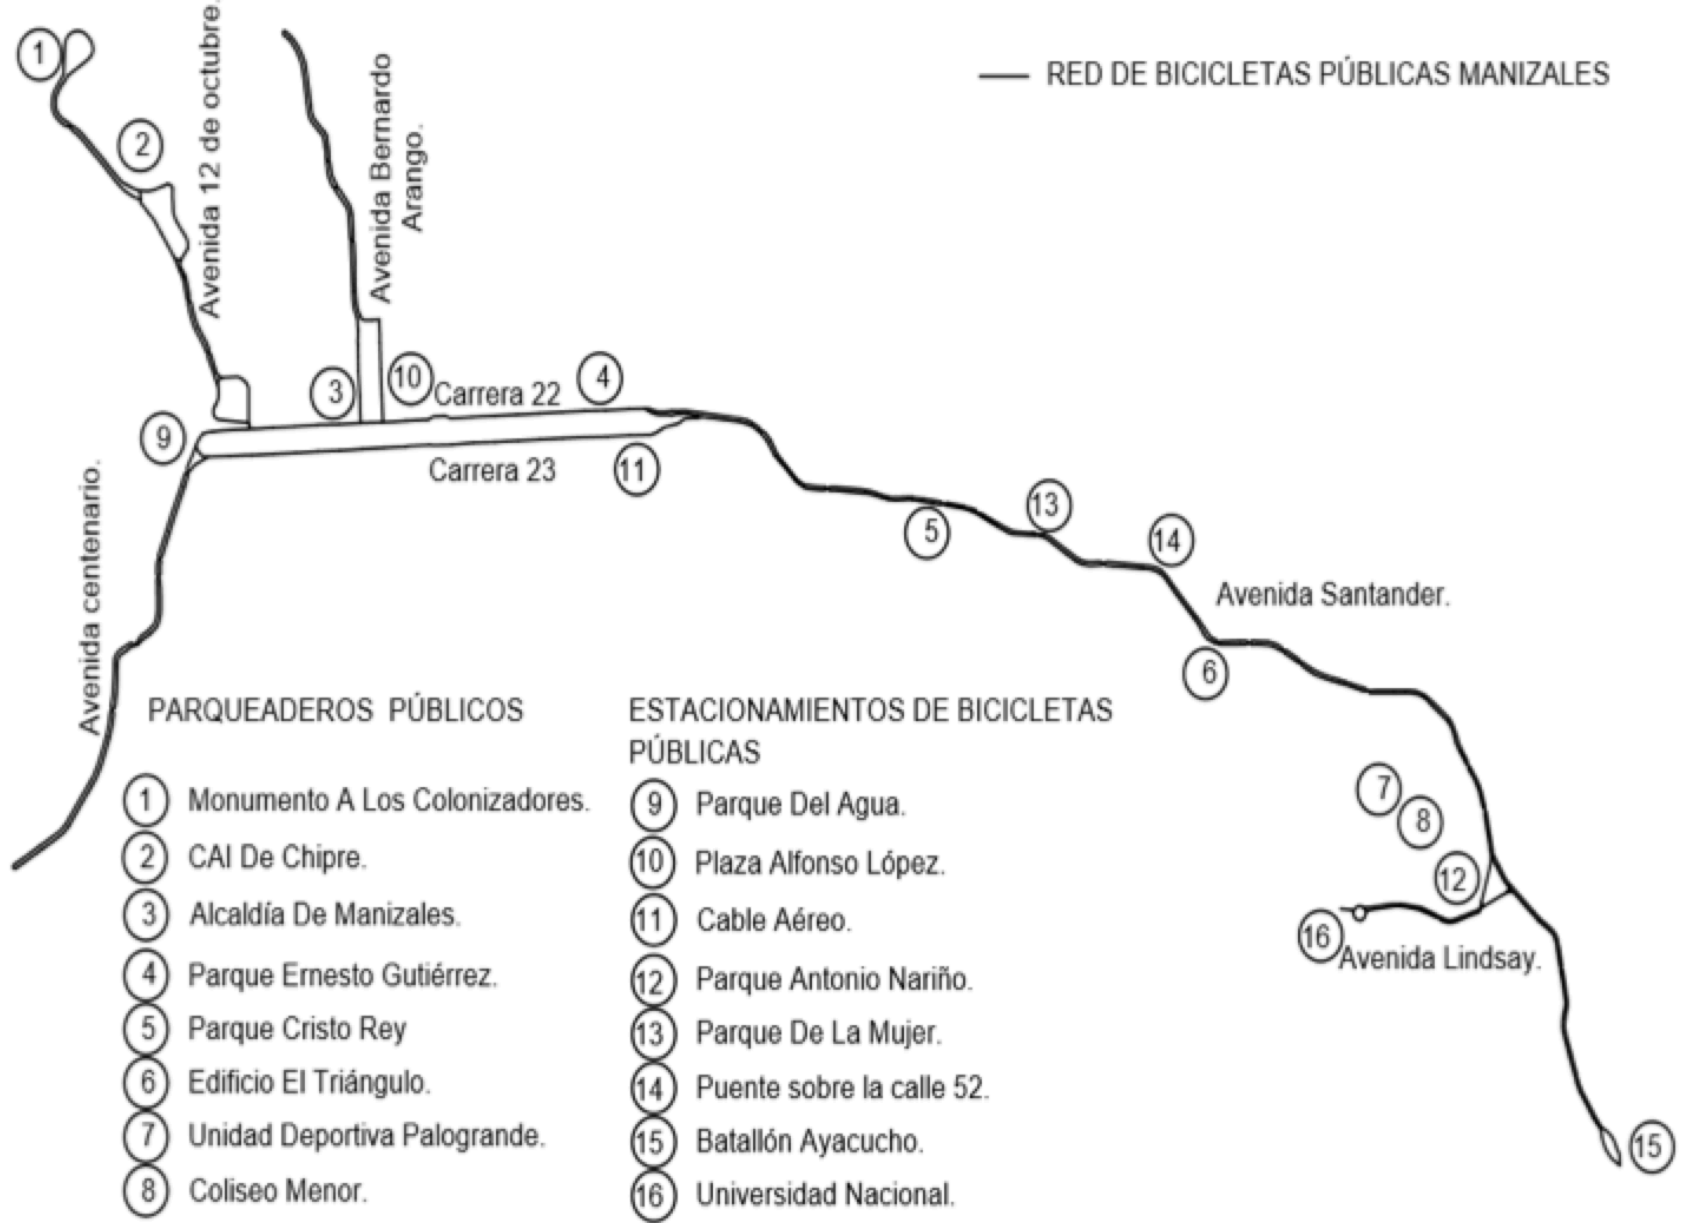 RED DE BICICLETAS PÚBLICAS MANIZALES
1
2
Avenida 12 de octubre.
Avenida Bernardo
Arango.
3
10
Carrera 22
4
9
Carrera 23
11
5
13
14
Avenida Santander.
6
Avenida centenario.
7
8
12
16
Avenida Lindsay.
15
PARQUEADEROS PÚBLICOS
1 Monumento A Los Colonizadores.
2 CAI De Chipre.
3 Alcaldía De Manizales.
4 Parque Ernesto Gutiérrez.
5 Parque Cristo Rey
6 Edificio El Triángulo.
7 Unidad Deportiva Palogrande.
8 Coliseo Menor.
ESTACIONAMIENTOS DE BICICLETAS
PÚBLICAS
9 Parque Del Agua.
10 Plaza Alfonso López.
11 Cable Aéreo.
12 Parque Antonio Nariño.
13 Parque De La Mujer.
14 Puente sobre la calle 52.
15 Batallón Ayacucho.
16 Universidad Nacional.